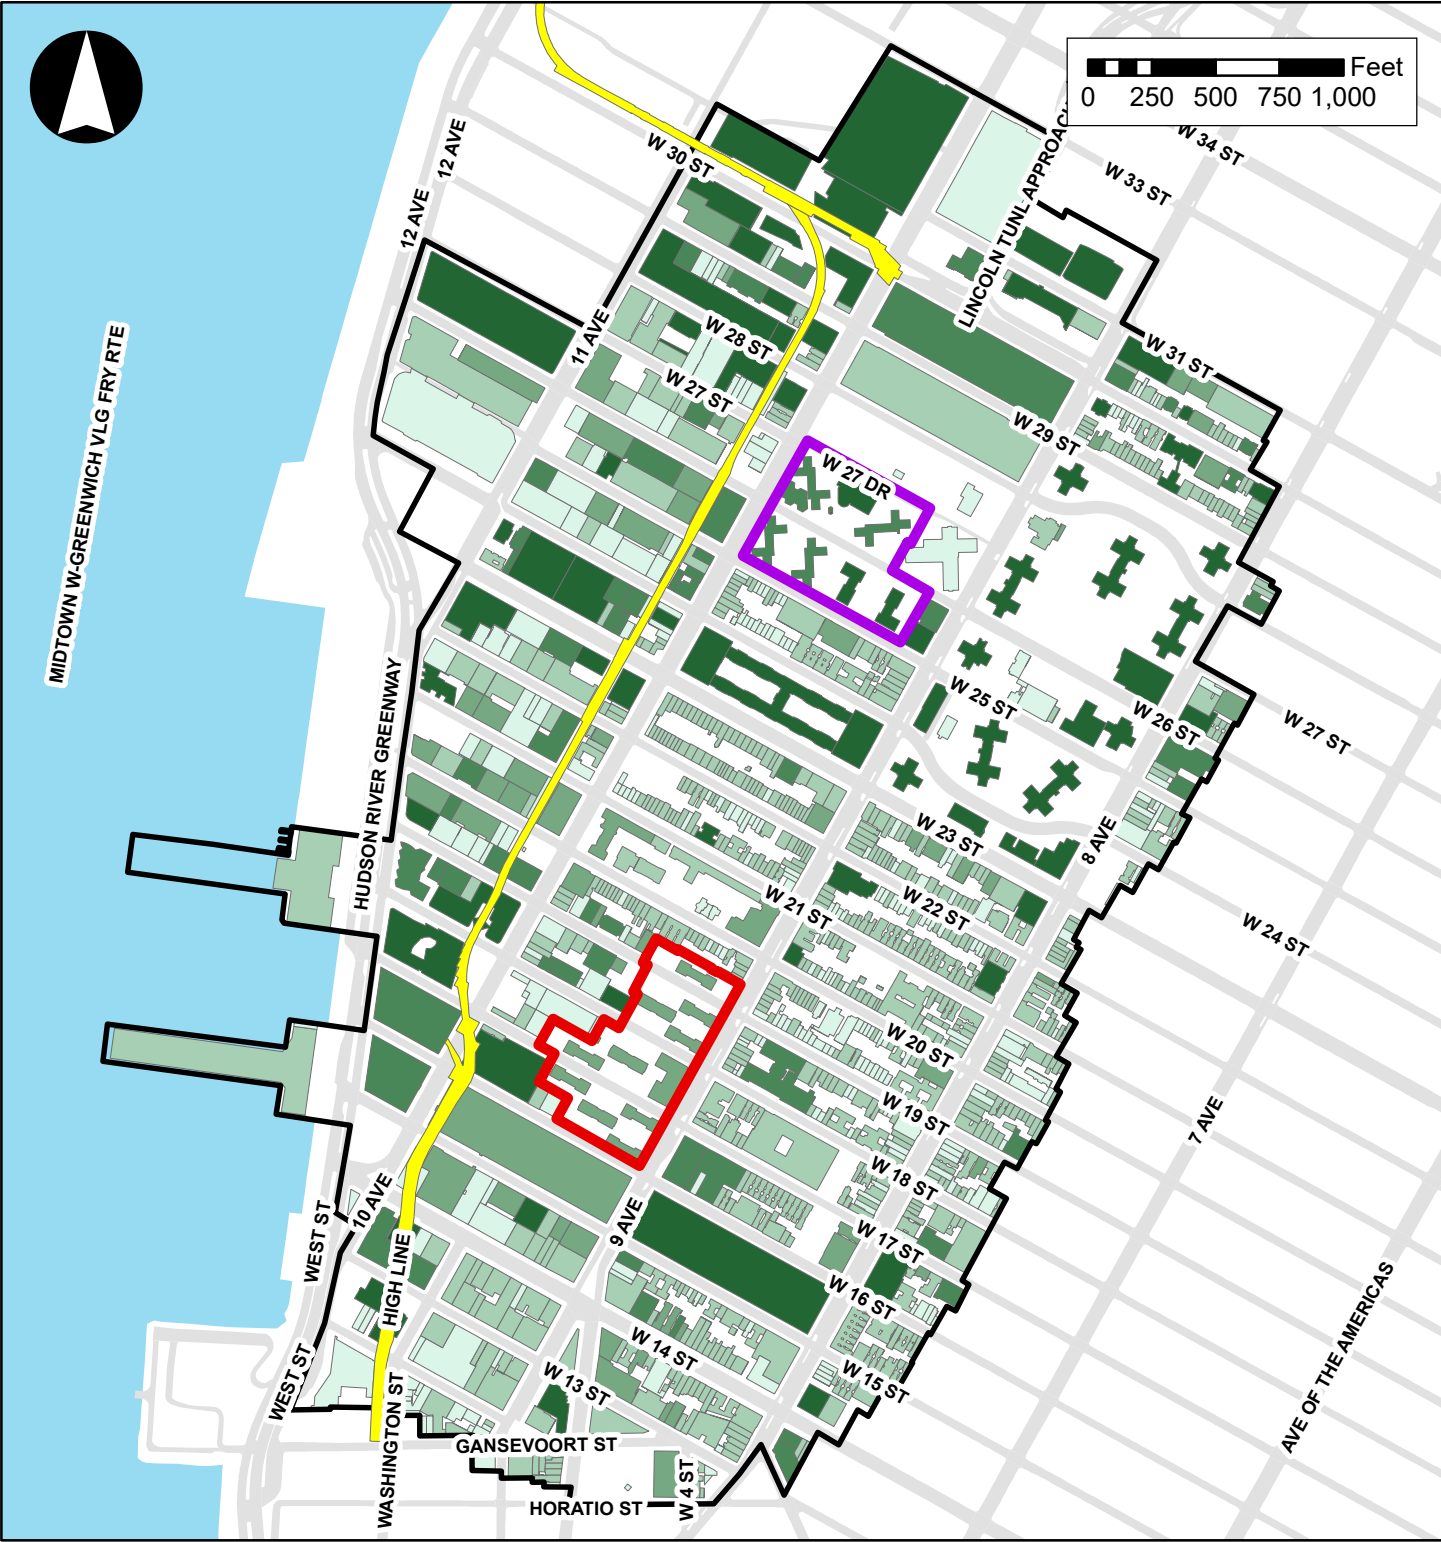 Feet
0 250 500 750 1,000
12 AVE
W 34 ST
W 30 ST
W 33 ST
LINCOLN TUNL APPROACH
12 AVE
11 AVE
W 28 ST
W 31 ST
W 27 ST
MIDTOWN W-GREENWICH VLG FRY RTE
W 29 ST
W 27 DR
W 25 ST
W 26 ST
W 27 ST
HUDSON RIVER GREENWAY
W 23 ST
8 AVE
W 21 ST
W 22 ST
W 24 ST
W 20 ST
W 19 ST
7 AVE
W 18 ST
10 AVE
9 AVE
WEST ST
W 17 ST
HIGH LINE
W 16 ST
W 14 ST
W 15 ST
W 13 ST
WEST ST
AVE OF THE AMERICAS
WASHINGTON ST
GANSEVOORT ST
W 4 ST
HORATIO ST